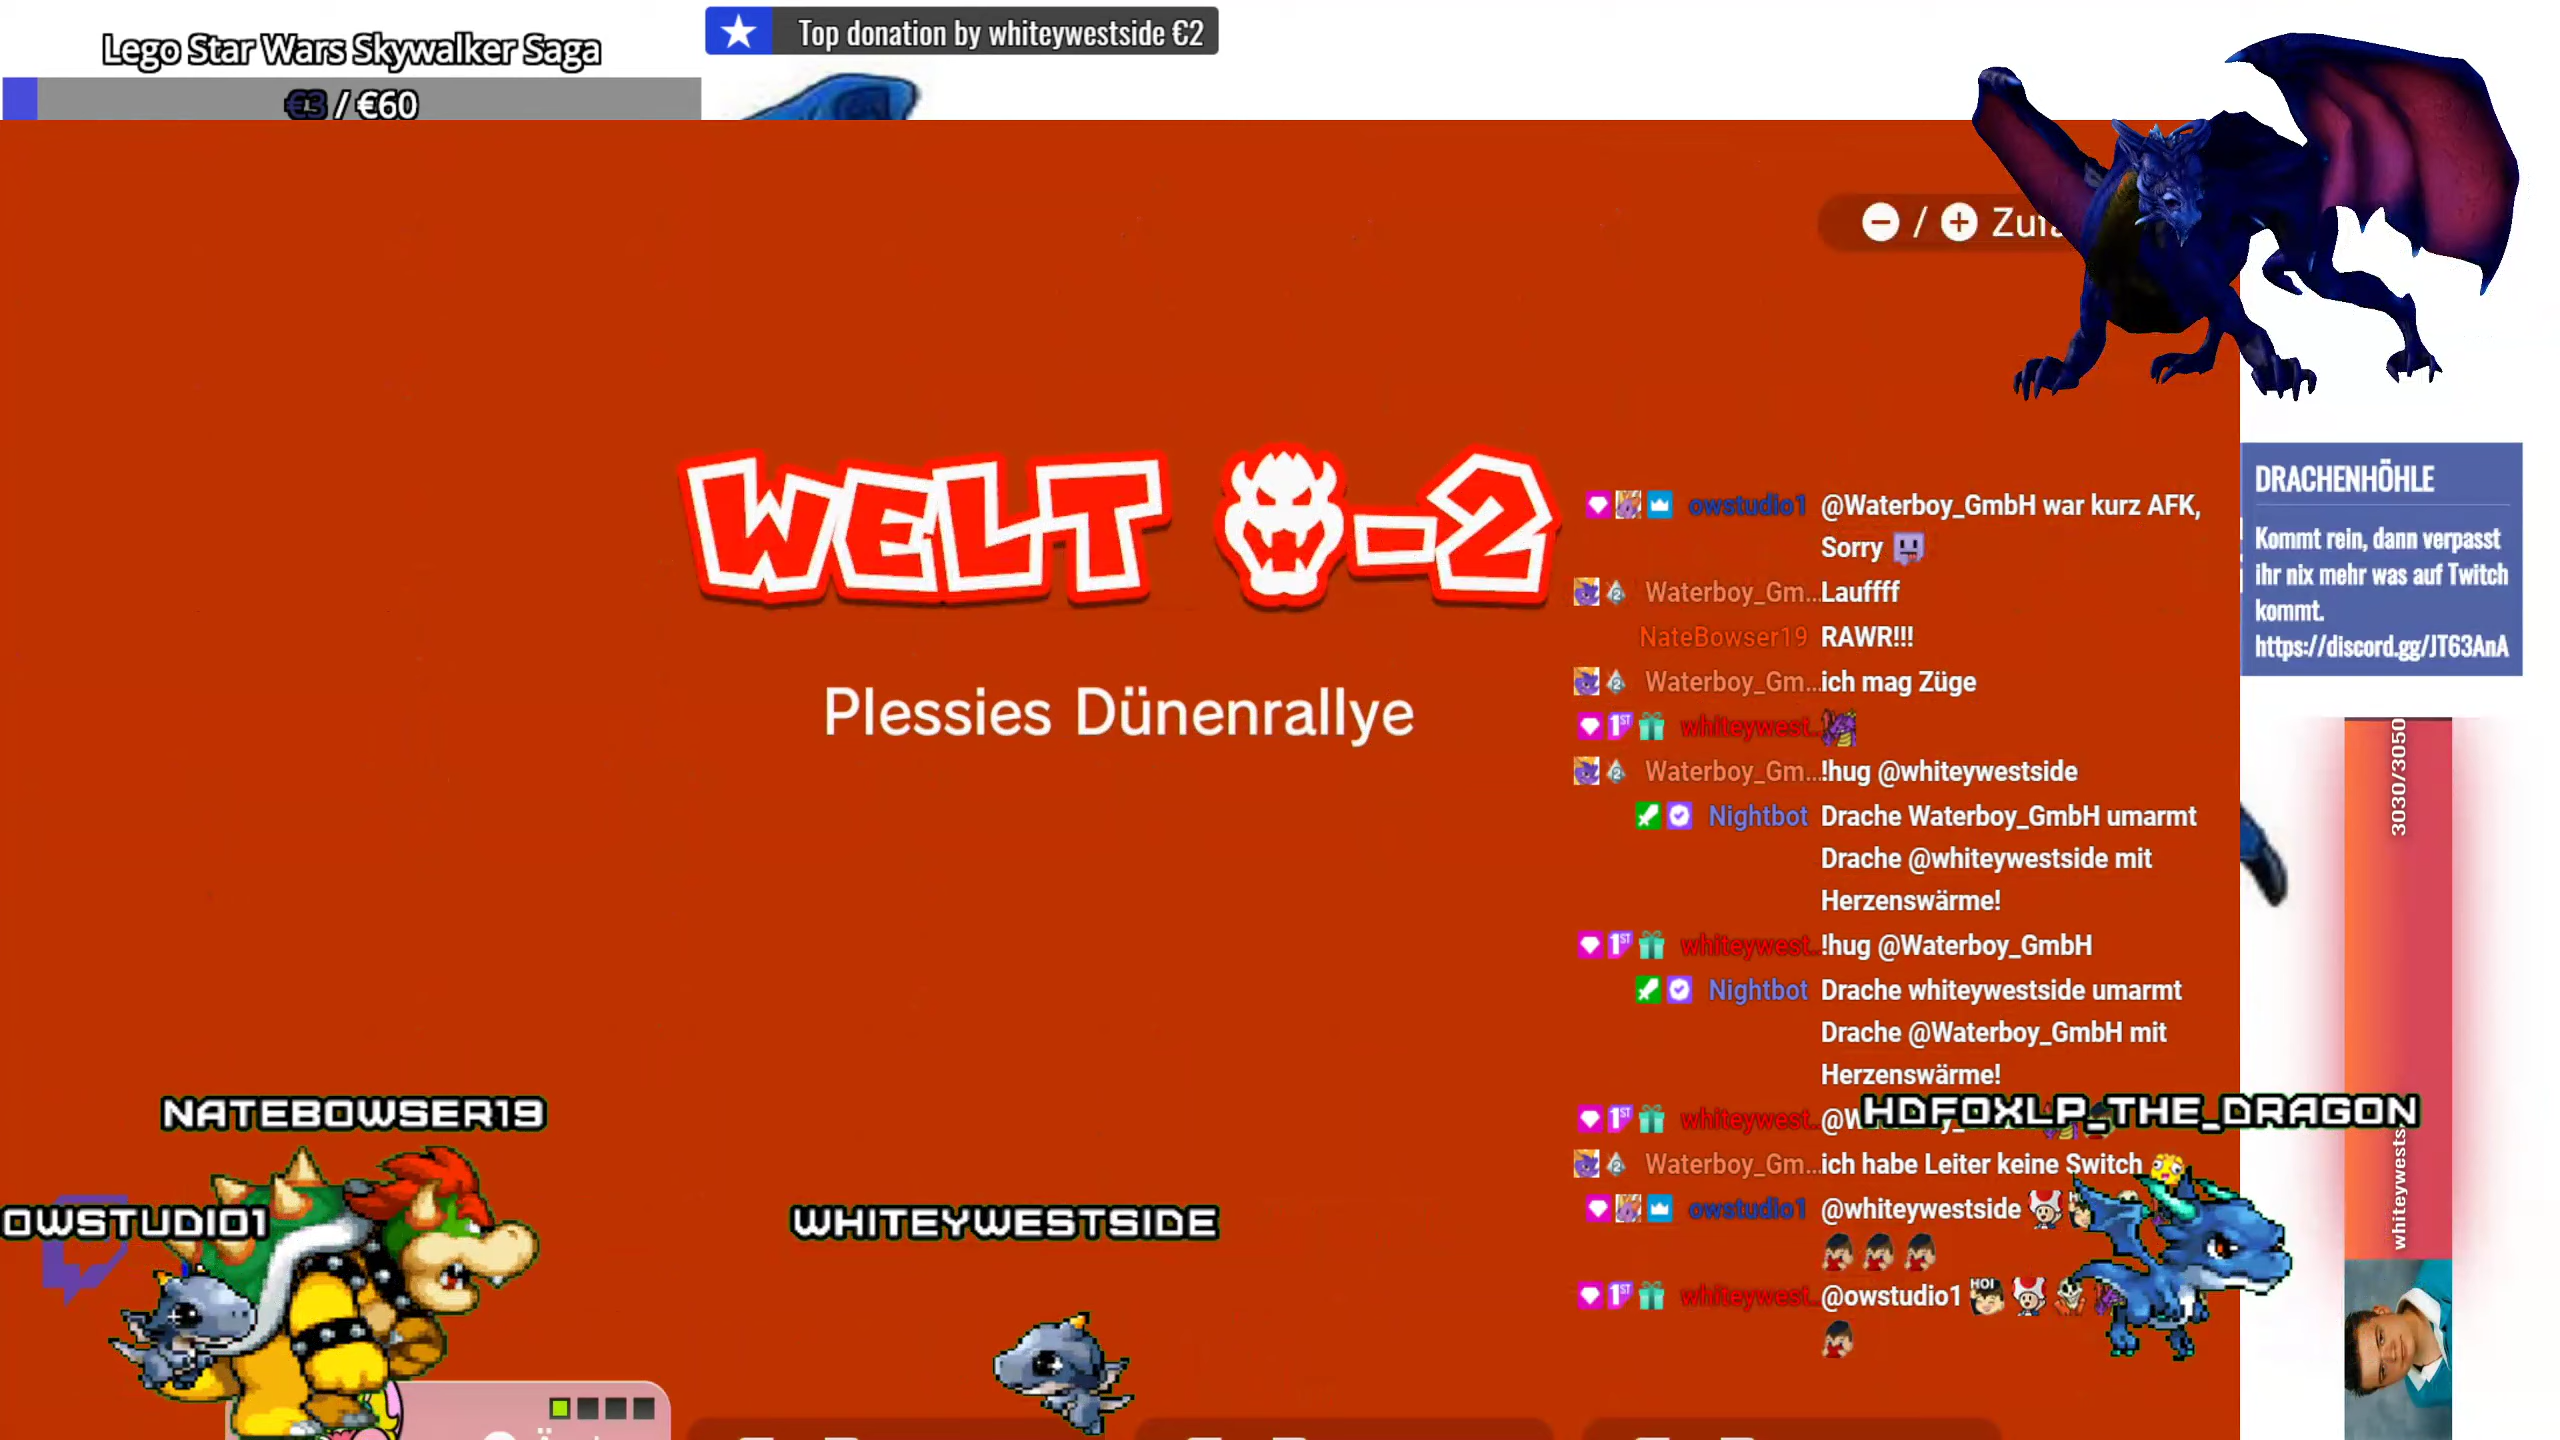 Lego Star Wars Skywalker Saga
€3 / €60
Top donation by whiteywestside €2
- / + 
WELT -2
Plessies Dünenrallye
owstudio1 @Waterboy_GmbH war kurz AFK,
Sorry
Waterboy_Gm... Lauffff
NateBowser19 RAWR!!!
Waterboy_Gm... ich mag Züge
whiteywest..
Waterboy_Gm... !hug @whiteywestside
Nightbot Drache Waterboy_GmbH umarmt
Drache @whiteywestside mit
Herzenswärme!
whiteywest.. !hug @Waterboy_GmbH
Nightbot Drache whiteywestside umarmt
Drache @Waterboy_GmbH mit
Herzenswärme!
whiteywest..
Waterboy_Gm... ich habe Leiter keine Switch
owstudio1 @whiteywestside
whiteywest.. @owstudio1
HOI
DRACHENHÖHLE
Kommt rein, dann verpasst
ihr nix mehr was auf Twitch
kommt.
https://discord.gg/JT63AnA
3030/3050
whiteywests
NATEBOWSER19
OWSTUDIO1
WHITEYWESTSIDE
HDFOXLP_THE_DRAGON